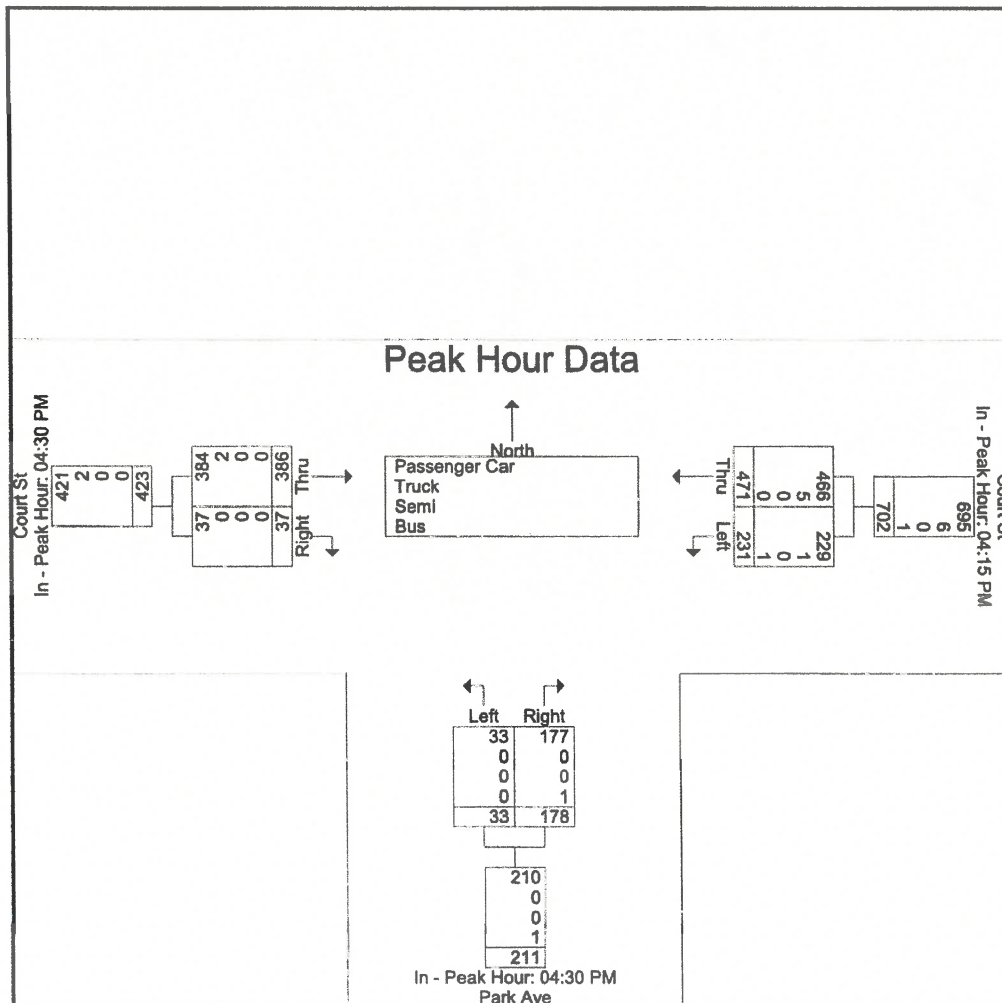 Peak Hour Data
North
Passenger Car
Truck
Semi
Bus
Court St
In - Peak Hour: 04:30 PM
421
2
0
0
423
384
2
0
0
386
Thru
37
0
0
0
37
Right
In - Peak Hour: 04:15 PM
695
6
0
1
702
466
5
0
0
471
Thru
229
1
0
1
231
Left
Left Right
33 177
0 0
0 0
0 1
33 178
210
0
0
1
211
In - Peak Hour: 04:30 PM
Park Ave